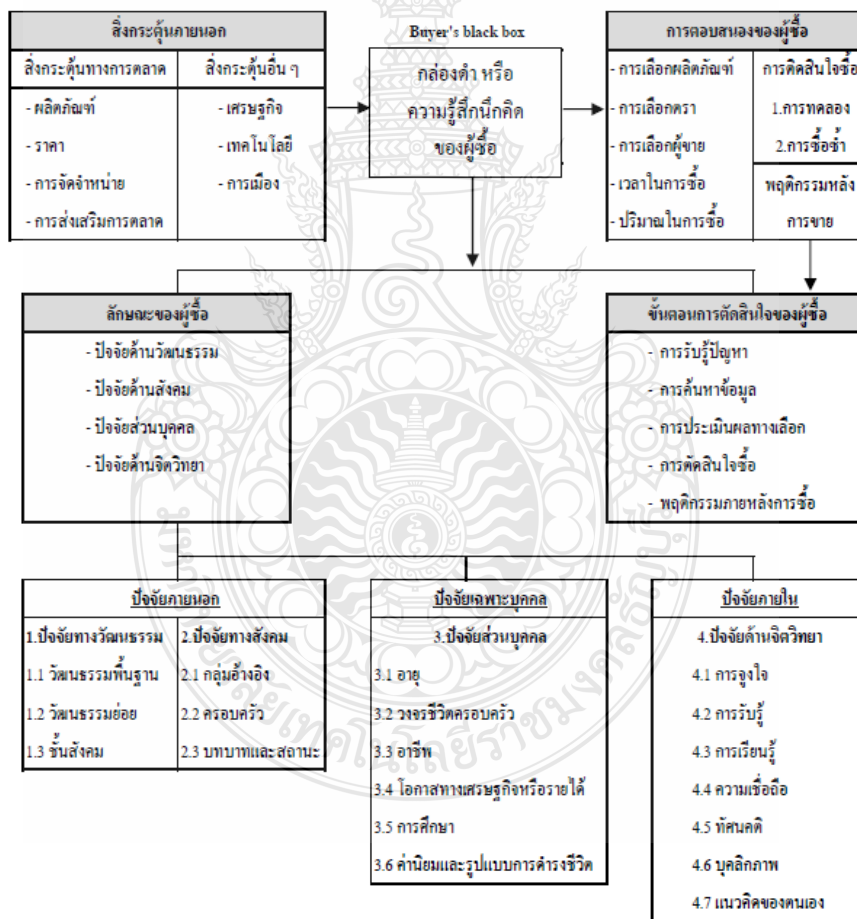 สิ่งกระตุ้นภายนอก
สิ่งกระตุ้นทางการตลาด
- ผลิตภัณฑ์
- ราคา
- การจัดจำหน่าย
- การส่งเสริมการตลาด
สิ่งกระตุ้นอื่น ๆ
- เศรษฐกิจ
- เทคโนโลยี
- การเมือง
Buyer's black box
กล่องดำ หรือ
ความรู้สึกนึกคิด
ของผู้ซื้อ
การตอบสนองของผู้ซื้อ
- การเลือกผลิตภัณฑ์
- การเลือกตรา
- การเลือกผู้ขาย
- เวลาในการซื้อ
- ปริมาณในการซื้อ
การตัดสินใจซื้อ
1.การทดลอง
2.การซื้อซ้ำ
พฤติกรรมหลัง
การขาย
ลักษณะของผู้ซื้อ
- ปัจจัยด้านวัฒนธรรม
- ปัจจัยด้านสังคม
- ปัจจัยส่วนบุคคล
- ปัจจัยด้านจิตวิทยา
ขั้นตอนการตัดสินใจของผู้ซื้อ
- การรับรู้ปัญหา
- การค้นหาข้อมูล
- การประเมินผลทางเลือก
- การตัดสินใจซื้อ
- พฤติกรรมภายหลังการซื้อ
ปัจจัยภายนอก
1.ปัจจัยทางวัฒนธรรม
1.1 วัฒนธรรมพื้นฐาน
1.2 วัฒนธรรมย่อย
1.3 ชั้นสังคม
2.ปัจจัยทางสังคม
2.1 กลุ่มอ้างอิง
2.2 ครอบครัว
2.3 บทบาทและสถานะ
ปัจจัยเฉพาะบุคคล
3.ปัจจัยส่วนบุคคล
3.1 อายุ
3.2 วงจรชีวิตครอบครัว
3.3 อาชีพ
3.4 โอกาสทางเศรษฐกิจหรือรายได้
3.5 การศึกษา
3.6 ค่านิยมและรูปแบบการดำรงชีวิต
ปัจจัยภายใน
4.ปัจจัยด้านจิตวิทยา
4.1 การจูงใจ
4.2 การรับรู้
4.3 การเรียนรู้
4.4 ความเชื่อถือ
4.5 ทัศนคติ
4.6 บุคลิกภาพ
4.7 แนวคิดของตนเอง
มหาวิทยาลัยเทคโนโลยีราชมงคลธัญบุรี